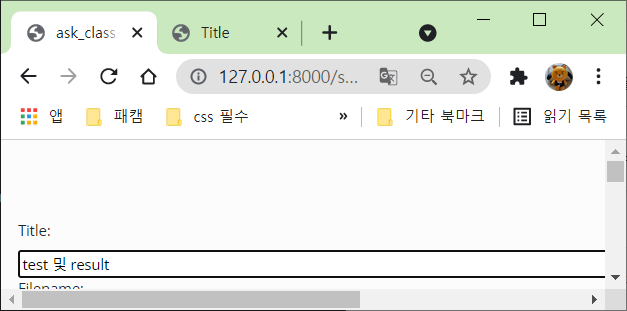 ask_class
Title
127.0.0.1:8000/s...
앱
패캠
css 필수
»
기타 북마크
읽기 목록
Title:
test 및 result
Filename: